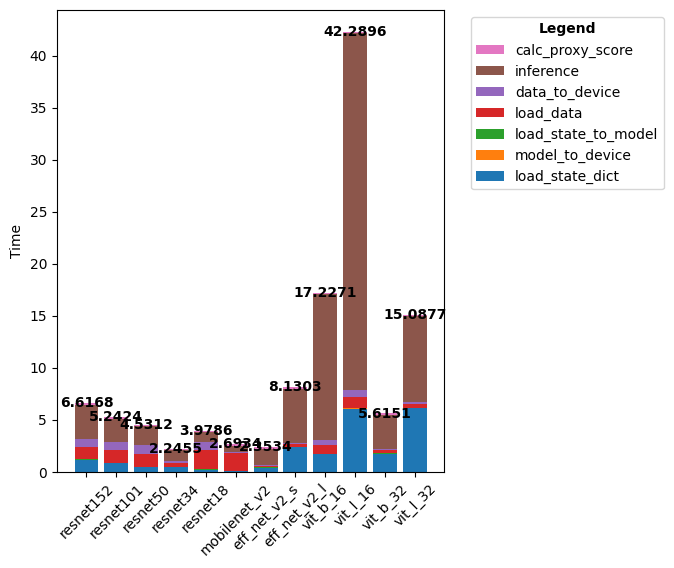 42.2896
17.2271
15.0877
8.1303
6.6168
5.2424
4.5312
2.2455
3.9786
2.6934
5.6151
Time
40
35
30
25
20
15
10
5
0
resnet152
resnet101
resnet50
resnet34
resnet18
mobilenet_v2
eff_net_v2_s
eff_net_v2_l
vit_b_16
vit_l_16
vit_b_32
vit_l_32
Legend
calc_proxy_score
inference
data_to_device
load_data
load_state_to_model
model_to_device
load_state_dict